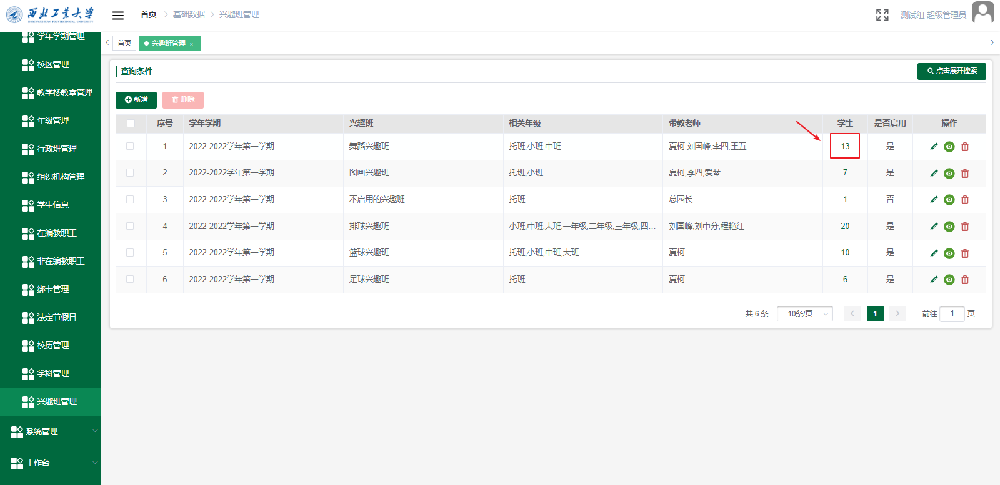 西北工业大学
NORTHWESTERN POLYTECHNICAL UNIVERSITY
首页 基础数据 兴趣班管理
测试组-超级管理员
首页 兴趣班管理 ×
学年学期管理
校区管理
教学楼教室管理
年级管理
行政班管理
组织机构管理
学生信息
在编教职工
非在编教职工
绑卡管理
法定节假日
校历管理
学科管理
兴趣班管理
系统管理
工作台
查询条件
点击展开搜索
新增 删除
序号 学年学期 兴趣班 相关年级 带教老师 学生 是否启用 操作
1 2022-2022学年第一学期 舞蹈兴趣班 托班,小班,中班 夏柯,刘国峰,李四,王五 13 是
2 2022-2022学年第一学期 图画兴趣班 托班,小班 夏柯,李四,爱琴 7 是
3 2022-2022学年第一学期 不启用的兴趣班 托班 总园长 1 否
4 2022-2022学年第一学期 排球兴趣班 小班,中班,大班,一年级,二年级,三年级,四... 刘国峰,刘中分,程艳红 20 是
5 2022-2022学年第一学期 篮球兴趣班 托班,小班,中班,大班 夏柯 10 是
6 2022-2022学年第一学期 足球兴趣班 托班 夏柯 6 是
共 6 条 10条/页 1 前往 1 页